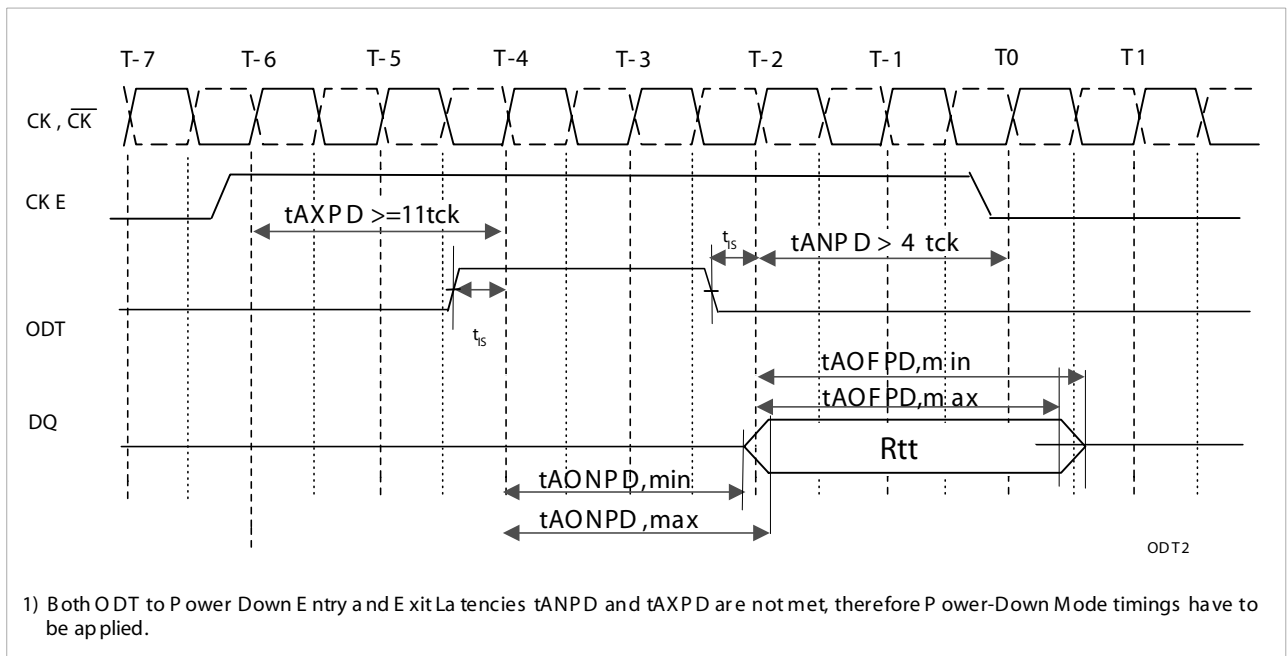 T-7 T-6 T-5 T-4 T-3 T-2 T-1 T0 T1
CK, C̅K̅
CKE
tAXPD >=11tck
tIS
tANPD > 4 tck
ODT
tIS
tAOFPD,min
tAOFPD,max
DQ
Rtt
tAONPD,min
tAONPD,max
ODT2
1) Both ODT to Power Down Entry and Exit Latencies tANPD and tAXPD are not met, therefore Power-Down Mode timings have to
be applied.